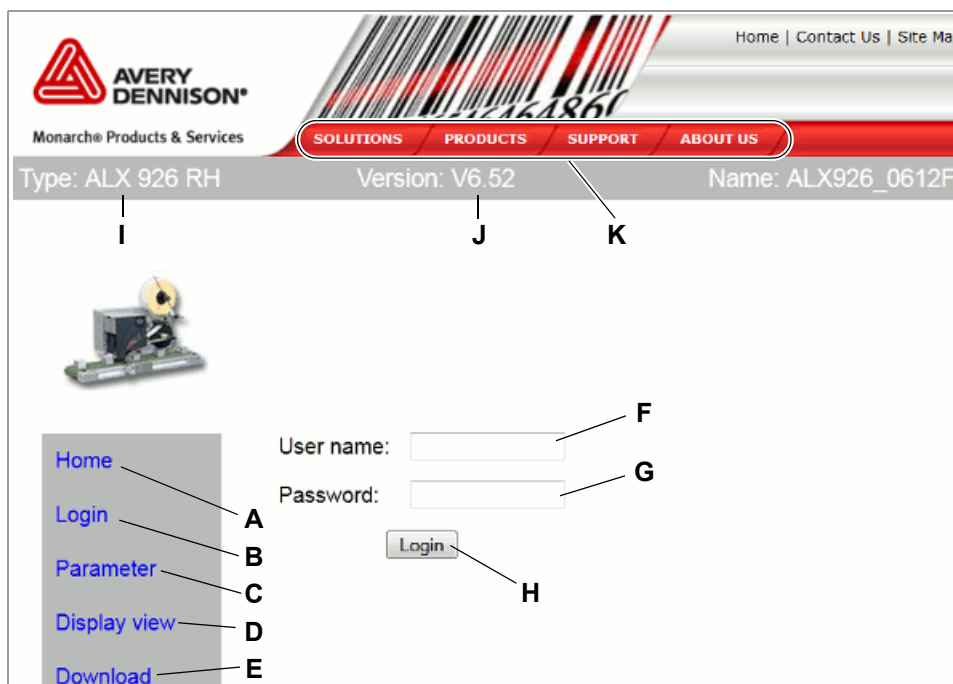 Home | Contact Us | Site Ma
AVERY
DENNISON®
Monarch® Products & Services
SOLUTIONS PRODUCTS SUPPORT ABOUT US
Type: ALX 926 RH Version: V6.52 Name: ALX926_0612F
I J K
User name: F
Password: G
Login H
Home A
Login B
Parameter C
Display view D
Download E